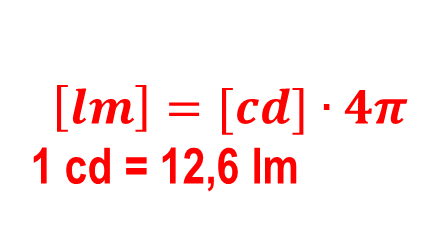 [lm] = [cd] · 4π
1 cd = 12,6 lm